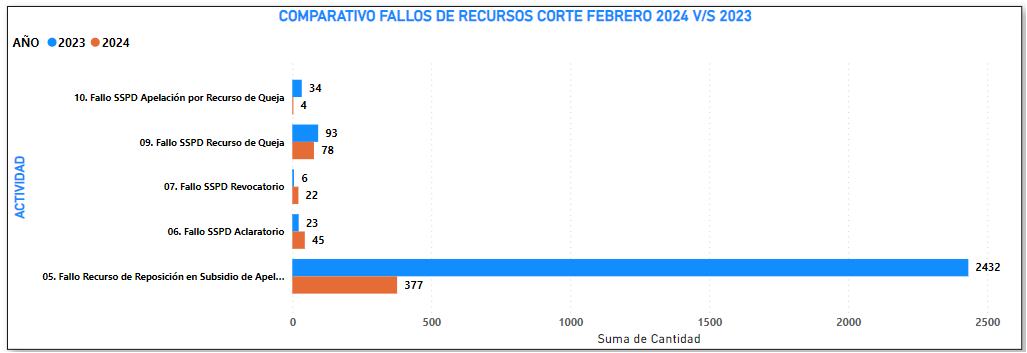 COMPARATIVO FALLOS DE RECURSOS CORTE FEBRERO 2024 V/S 2023
AÑO 2023 2024
10. Fallo SSPD Apelación por Recurso de Queja
34
4
09. Fallo SSPD Recurso de Queja
93
78
07. Fallo SSPD Revocatorio
6
22
06. Fallo SSPD Aclaratorio
23
45
05. Fallo Recurso de Reposición en Subsidio de Apel...
2432
377
ACTIVIDAD
0 500 1000 1500 2000 2500
Suma de Cantidad